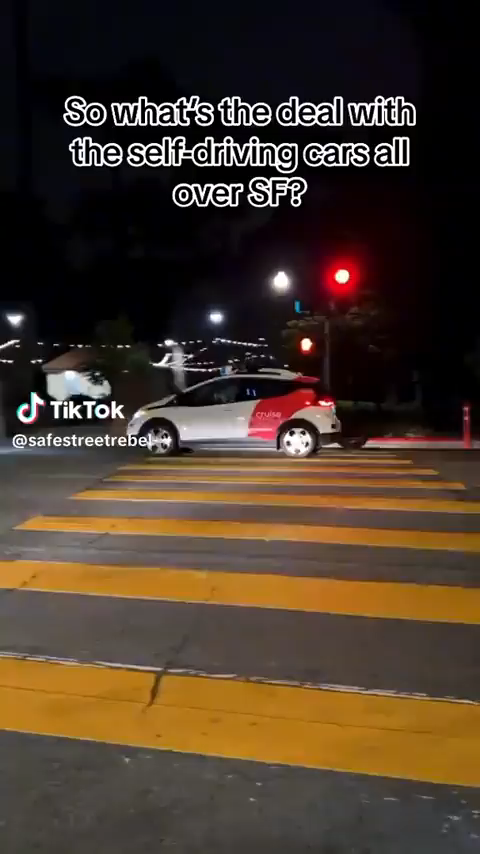 So what's the deal with
the self-driving cars all
over SF?
TikTok
@safestreetrebel
cruise